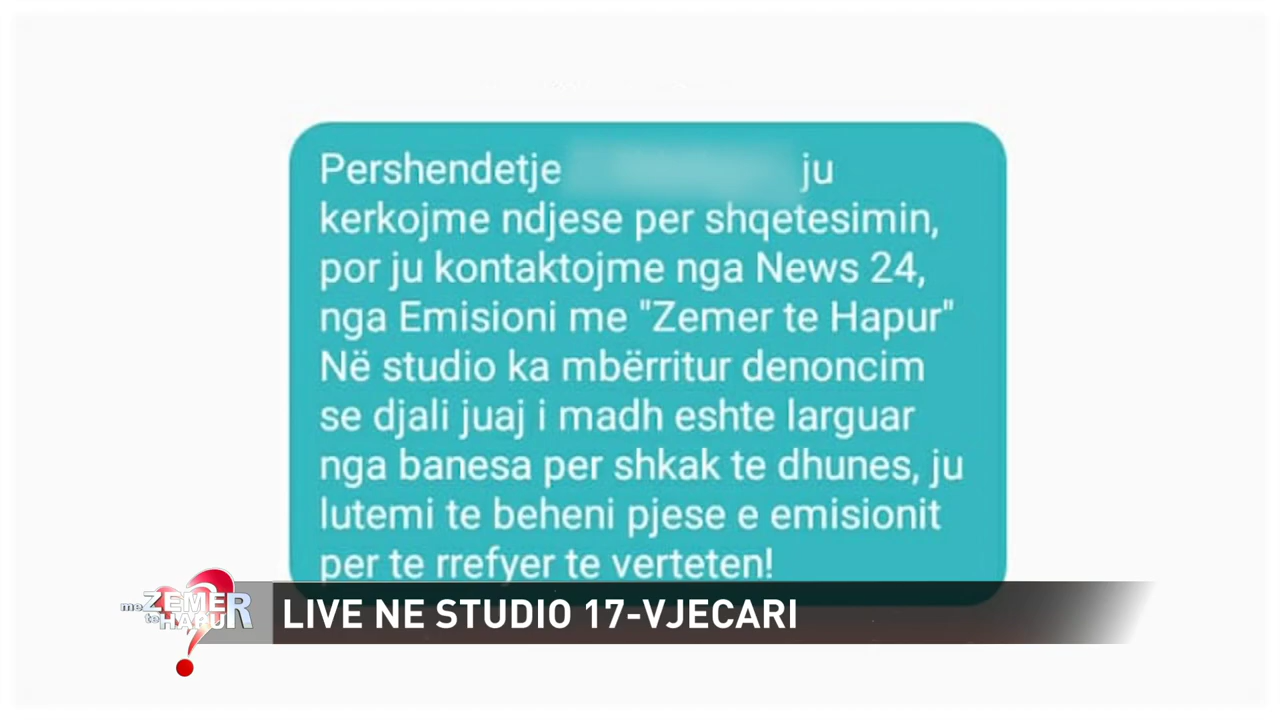 Pershendetje ju
kerkojme ndjese per shqetesimin,
por ju kontaktojme nga News 24,
nga Emisioni me "Zemer te Hapur"
Në studio ka mbërritur denoncim
se djali juaj i madh eshte larguar
nga banesa per shkak te dhunes, ju
lutemi te beheni pjese e emisionit
per te rrefyer te verteten!
me ZEMER
te HAPUR
LIVE NE STUDIO 17-VJECARI